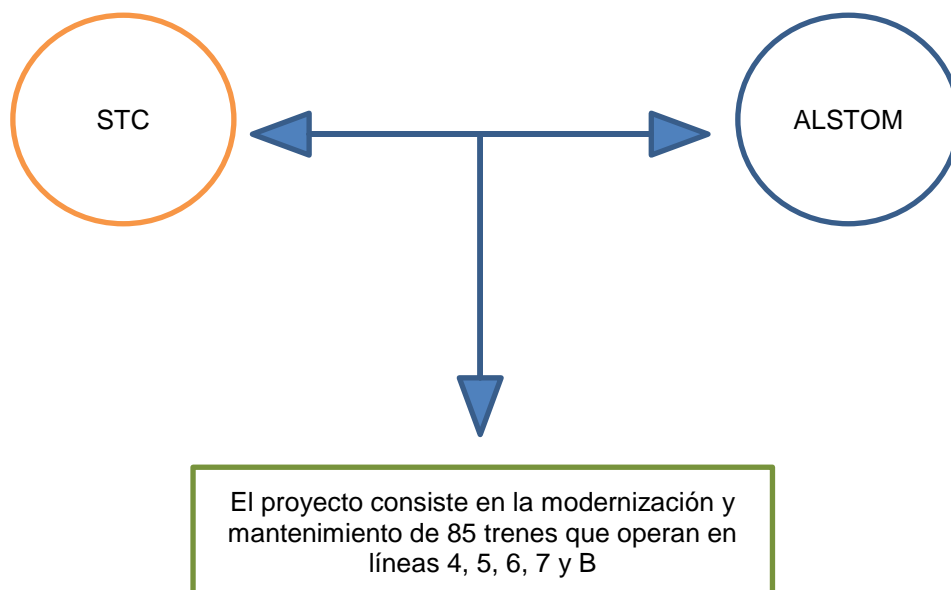 STC
ALSTOM
El proyecto consiste en la modernización y
mantenimiento de 85 trenes que operan en
líneas 4, 5, 6, 7 y B